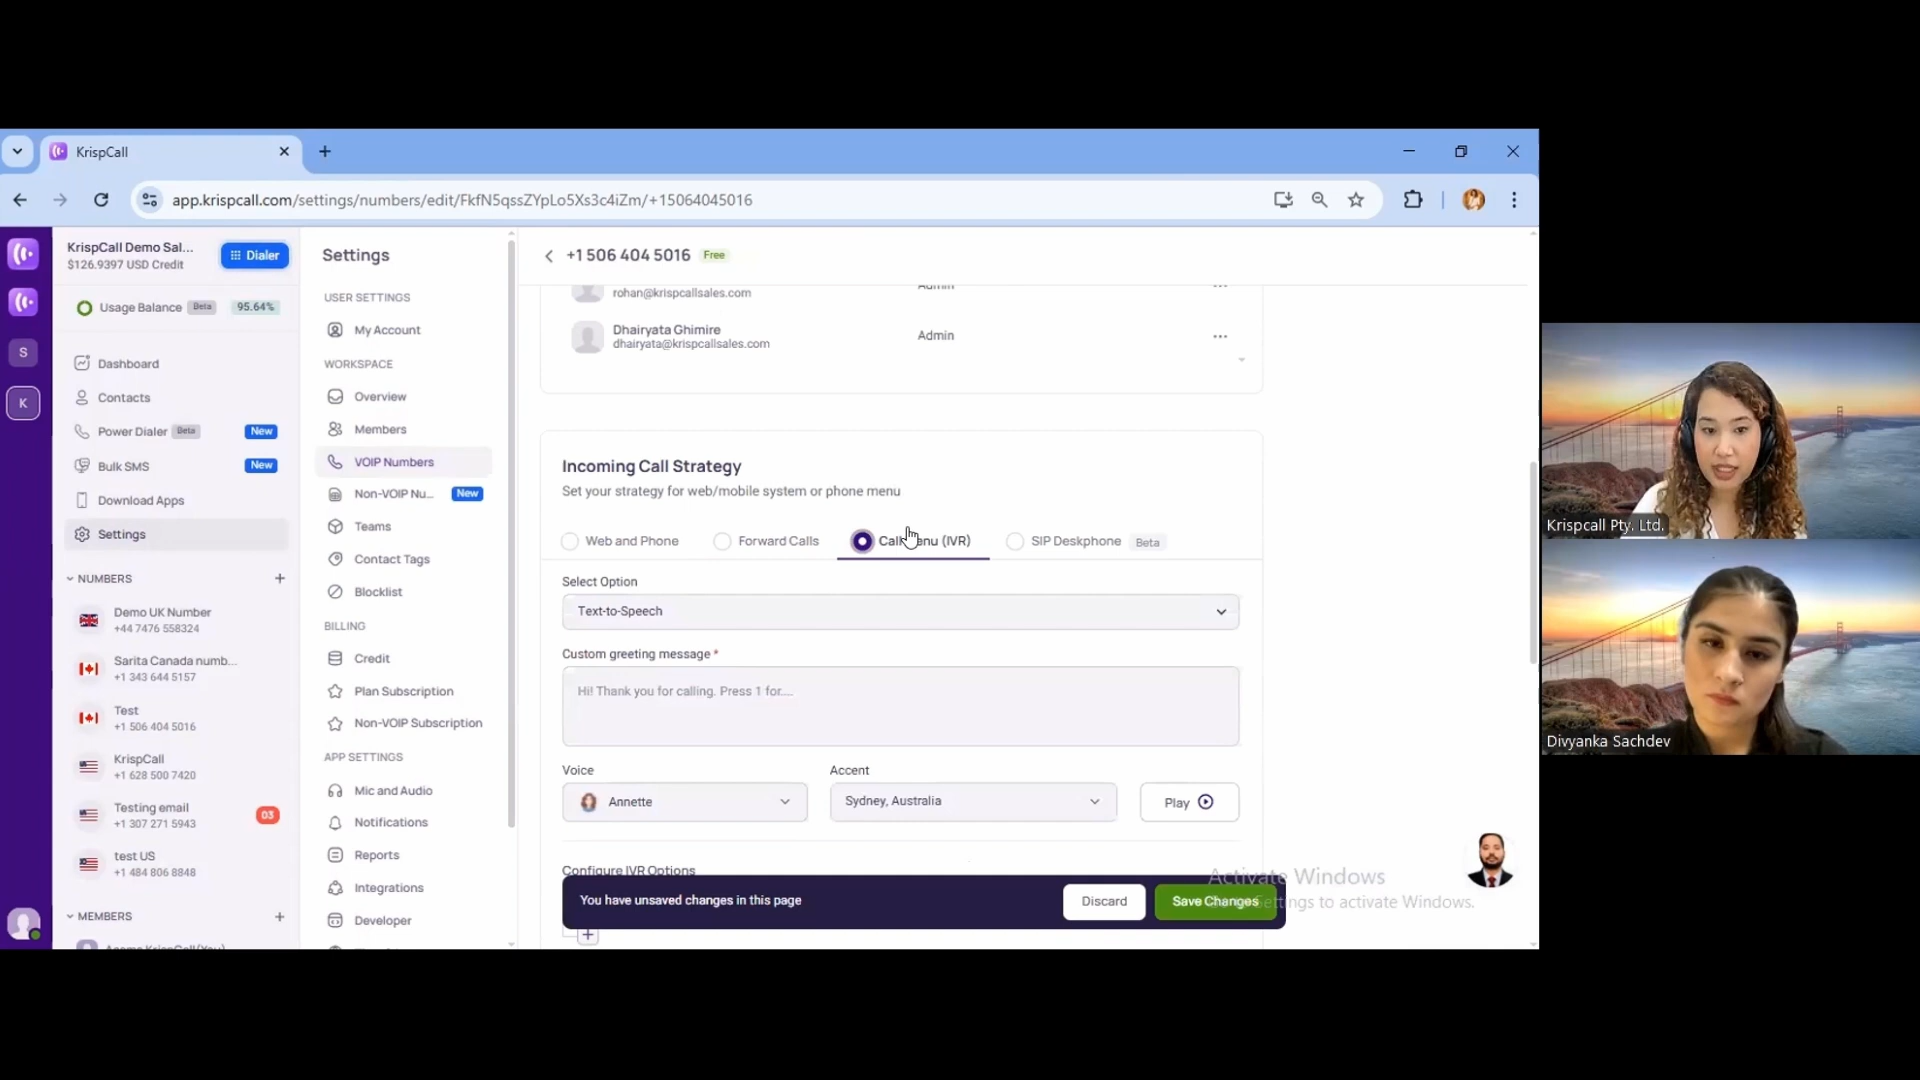 KrispCall
app.krispcall.com/settings/numbers/edit/FkfN5qssZYpLo5Xs3c4iZm/+15064045016
KrispCall Demo Sal...
$126.9397 USD Credit
Dialer
Usage Balance Beta 95.64%
S
K
Dashboard
Contacts
Power Dialer Beta New
Bulk SMS New
Download Apps
Settings
NUMBERS
Demo UK Number
+44 7476 558324
Sarita Canada numb...
+1 343 644 5157
Test
+1 506 404 5016
KrispCall
+1 628 500 7420
Testing email
+1 307 271 5943
03
test US
+1 484 806 8848
MEMBERS
Settings
USER SETTINGS
My Account
WORKSPACE
Overview
Members
VOIP Numbers
Non-VOIP Nu... New
Teams
Contact Tags
Blocklist
BILLING
Credit
Plan Subscription
Non-VOIP Subscription
APP SETTINGS
Mic and Audio
Notifications
Reports
Integrations
Developer
+1 506 404 5016 Free
rohan@krispcallsales.com Admin
Dhairyata Ghimire
dhairyata@krispcallsales.com
Admin
Incoming Call Strategy
Set your strategy for web/mobile system or phone menu
Web and Phone
Forward Calls
(IVR)
SIP Deskphone Beta
Select Option
Text-to-Speech
Custom greeting message *
Hi! Thank you for calling. Press 1 for....
Voice
Annette
Accent
Sydney, Australia
Play
Configure IVR Options
You have unsaved changes in this page
Discard
Save Changes
Activate Windows
to activate Windows.
Krispcall Pty. Ltd.
Divyanka Sachdev